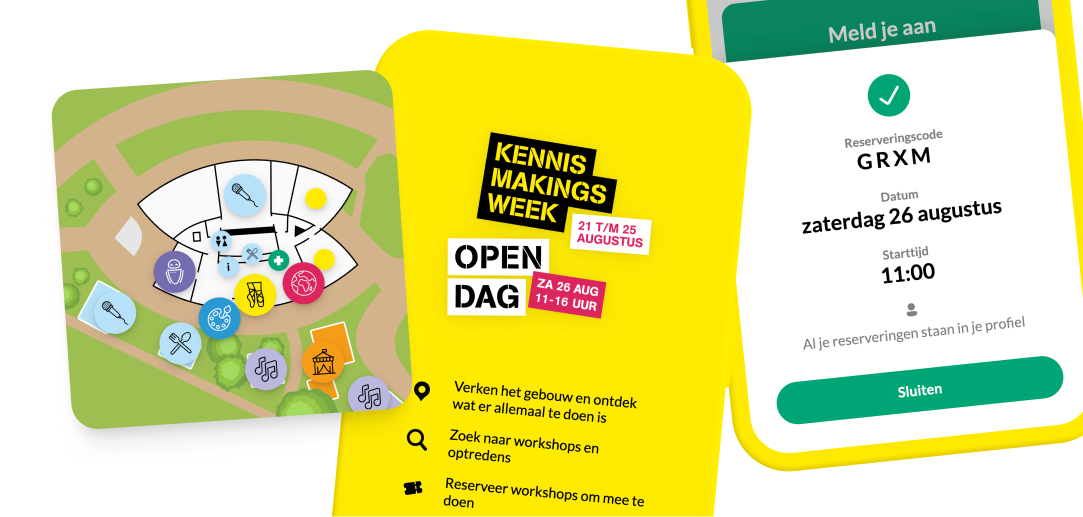 KENNIS
MAKINGS
WEEK
21 T/M 25
AUGUSTUS
OPEN
DAG
ZA 26 AUG
11-16 UUR
Verken het gebouw en ontdek
wat er allemaal te doen is
Zoek naar workshops en
optredens
Reserveer workshops om mee te
doen
Meld je aan
Reserveringscode
GRXM
Datum
zaterdag 26 augustus
Starttijd
11:00
Al je reserveringen staan in je profiel
Sluiten
i